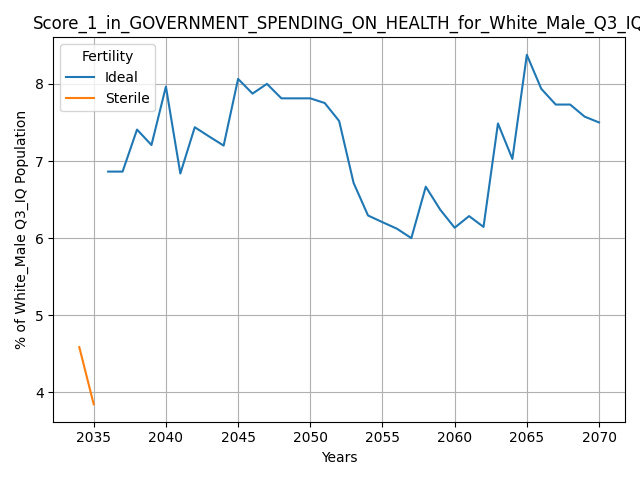 Score_1_in_GOVERNMENT_SPENDING_ON_HEALTH_for_White_Male_Q3_IQ
Fertility
Ideal
Sterile
8
7
6
5
4
% of White_Male Q3_IQ Population
2035 2040 2045 2050 2055 2060 2065 2070
Years